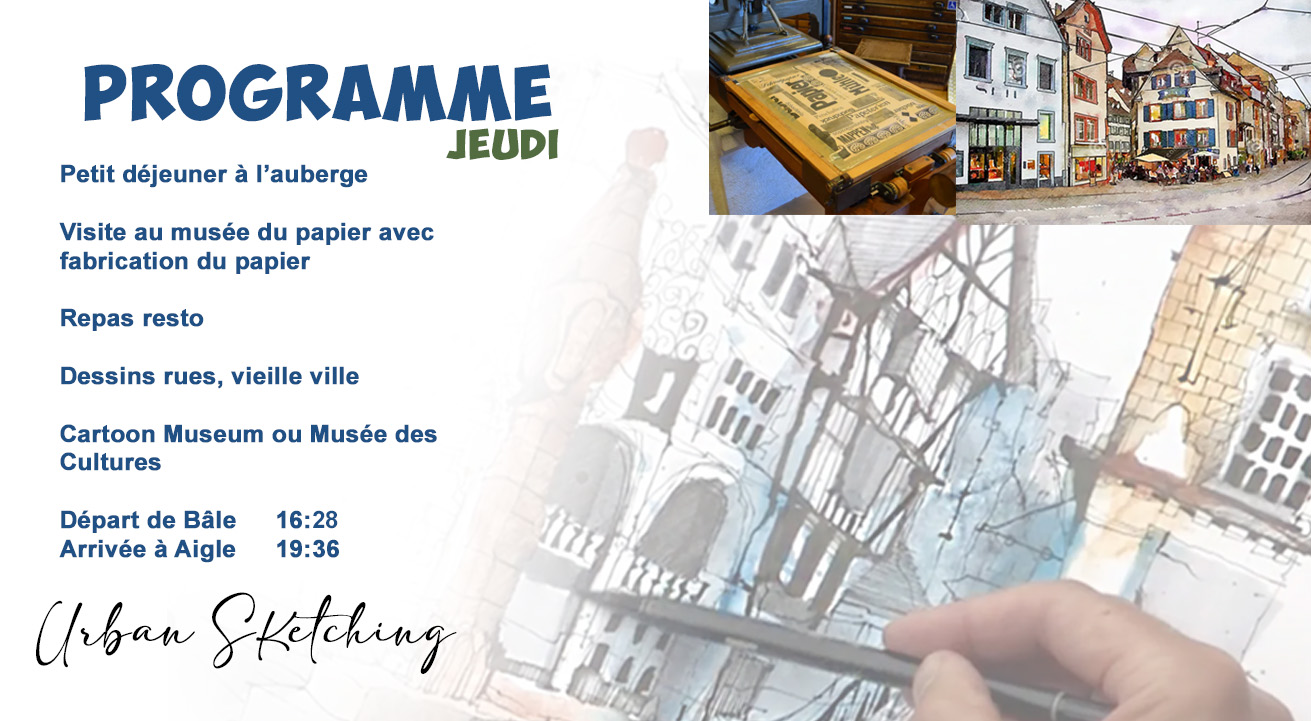 PROGRAMME
JEUDI
Petit déjeuner à l’auberge
Visite au musée du papier avec
fabrication du papier
Repas resto
Dessins rues, vieille ville
Cartoon Museum ou Musée des
Cultures
Départ de Bâle 16:28
Arrivée à Aigle 19:36
Urban Sketching